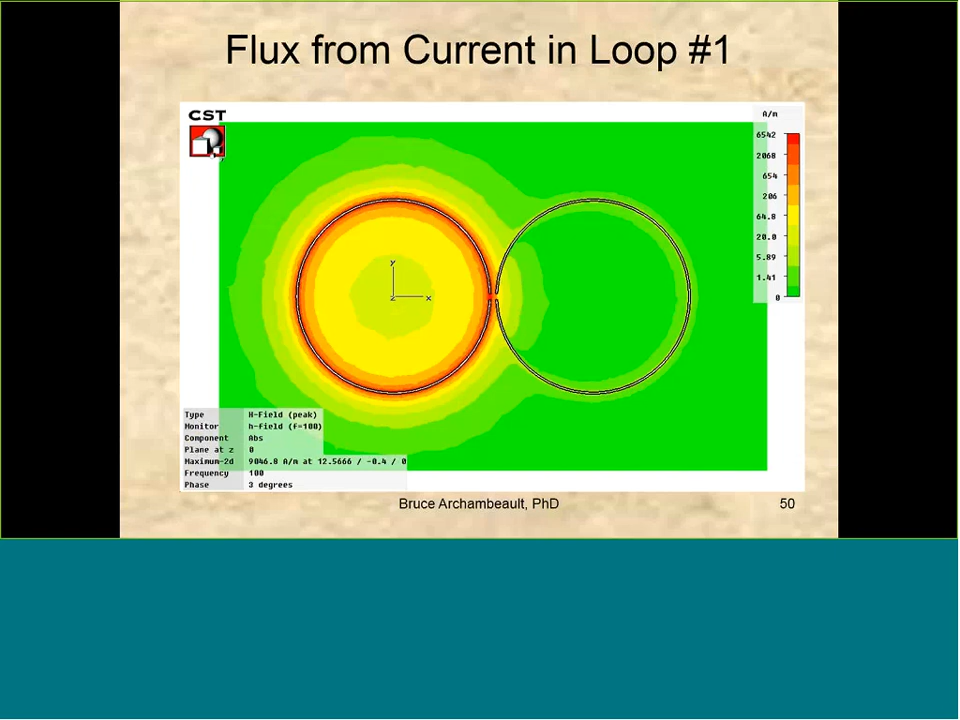 Flux from Current in Loop #1
CST
A/m
6542
2068
654
206
64.8
20.0
5.89
1.41
0
y
z x
Type H-Field (peak)
Monitor h-field (f=100)
Component Abs
Plane at z 0
Maximum-2d 9046.8 A/m at 12.5666 / -0.4 / 0
Frequency 100
Phase 3 degrees
Bruce Archambeault, PhD 50